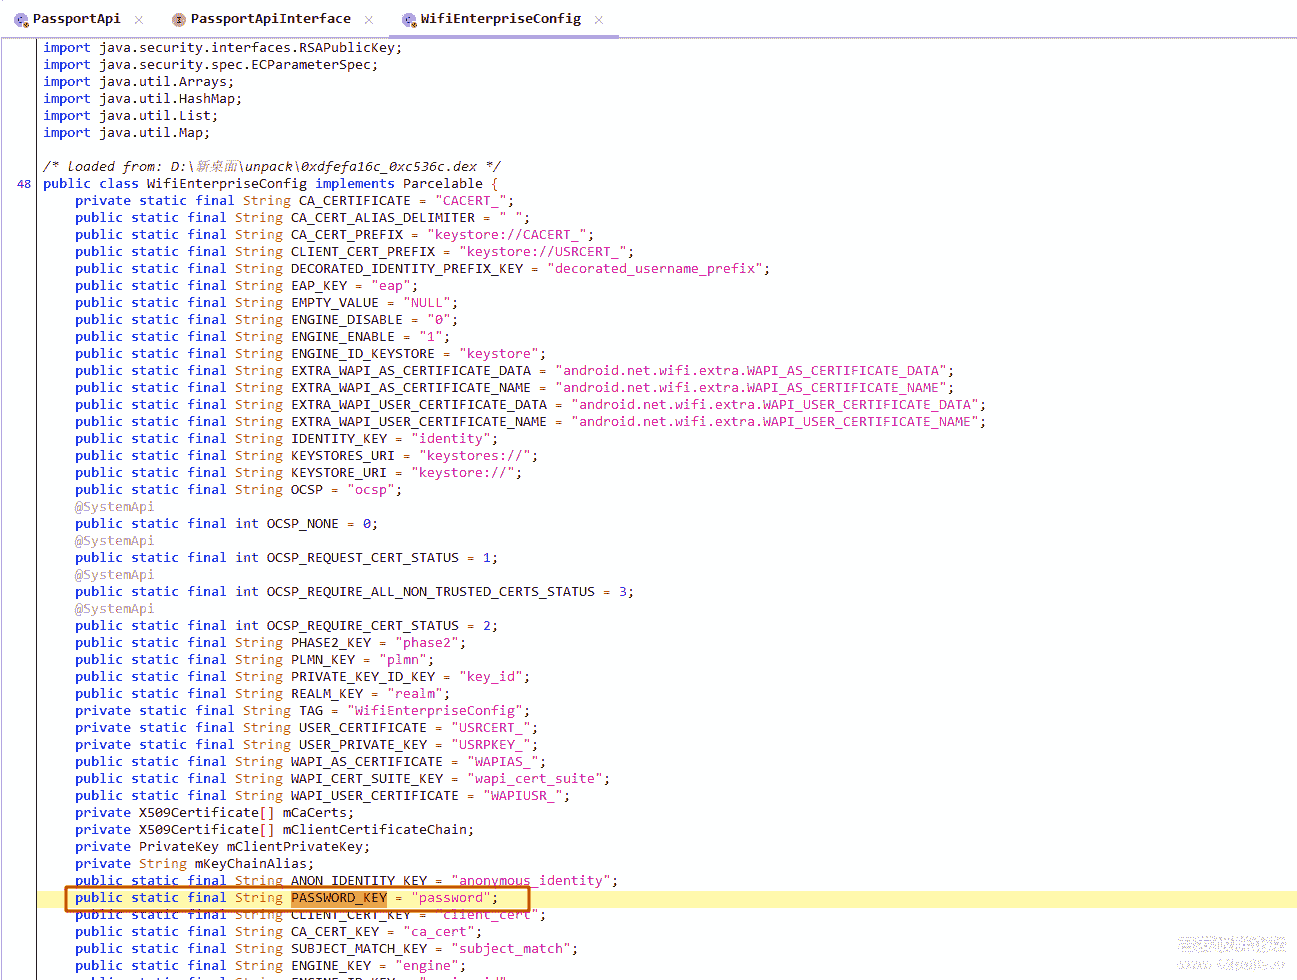 PassportApi
PassportApiInterface
WifiEnterpriseConfig
import java.security.interfaces.RSAPublicKey;
import java.security.spec.ECParameterSpec;
import java.util.Arrays;
import java.util.HashMap;
import java.util.List;
import java.util.Map;
/* loaded from: D:\新桌面\unpack\0xdfefa16c_0xc536c.dex */
48 public class WifiEnterpriseConfig implements Parcelable {
private static final String CA_CERTIFICATE = "CACERT_";
public static final String CA_CERT_ALIAS_DELIMITER = " ";
public static final String CA_CERT_PREFIX = "keystore://CACERT_";
public static final String CLIENT_CERT_PREFIX = "keystore://USRCERT_";
public static final String DECORATED_IDENTITY_PREFIX_KEY = "decorated_username_prefix";
public static final String EAP_KEY = "eap";
public static final String EMPTY_VALUE = "NULL";
public static final String ENGINE_DISABLE = "0";
public static final String ENGINE_ENABLE = "1";
public static final String ENGINE_ID_KEYSTORE = "keystore";
public static final String EXTRA_WAPI_AS_CERTIFICATE_DATA = "android.net.wifi.extra.WAPI_AS_CERTIFICATE_DATA";
public static final String EXTRA_WAPI_AS_CERTIFICATE_NAME = "android.net.wifi.extra.WAPI_AS_CERTIFICATE_NAME";
public static final String EXTRA_WAPI_USER_CERTIFICATE_DATA = "android.net.wifi.extra.WAPI_USER_CERTIFICATE_DATA";
public static final String EXTRA_WAPI_USER_CERTIFICATE_NAME = "android.net.wifi.extra.WAPI_USER_CERTIFICATE_NAME";
public static final String IDENTITY_KEY = "identity";
public static final String KEYSTORES_URI = "keystores://";
public static final String KEYSTORE_URI = "keystore://";
public static final String OCSP = "ocsp";
@SystemApi
public static final int OCSP_NONE = 0;
@SystemApi
public static final int OCSP_REQUEST_CERT_STATUS = 1;
@SystemApi
public static final int OCSP_REQUIRE_ALL_NON_TRUSTED_CERTS_STATUS = 3;
@SystemApi
public static final int OCSP_REQUIRE_CERT_STATUS = 2;
public static final String PHASE2_KEY = "phase2";
public static final String PLMN_KEY = "plmn";
public static final String PRIVATE_KEY_ID_KEY = "key_id";
public static final String REALM_KEY = "realm";
private static final String TAG = "WifiEnterpriseConfig";
private static final String USER_CERTIFICATE = "USRCERT_";
private static final String USER_PRIVATE_KEY = "USRPKEY_";
public static final String WAPI_AS_CERTIFICATE = "WAPIAS_";
public static final String WAPI_CERT_SUITE_KEY = "wapi_cert_suite";
public static final String WAPI_USER_CERTIFICATE = "WAPIUSR_";
private X509Certificate[] mCaCerts;
private X509Certificate[] mClientCertificateChain;
private PrivateKey mClientPrivateKey;
private String mKeyChainAlias;
public static final String ANON_IDENTITY_KEY = "anonymous_identity";
public static final String PASSWORD_KEY = "password";
public static final String CLIENT_CERT_KEY = "client_cert";
public static final String CA_CERT_KEY = "ca_cert";
public static final String SUBJECT_MATCH_KEY = "subject_match";
public static final String ENGINE_KEY = "engine";